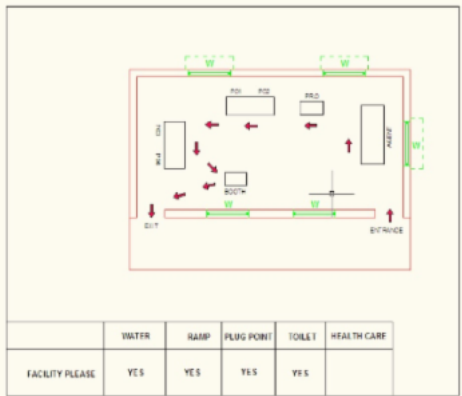 W
W
PO1 PO2
PRO
AGENT
W
BOOTH
W
W
EXIT
ENTRANCE
WATER RAMP PLUG POINT TOILET HEALTH CARE
FACILITY PLEASE YES YES YES YES